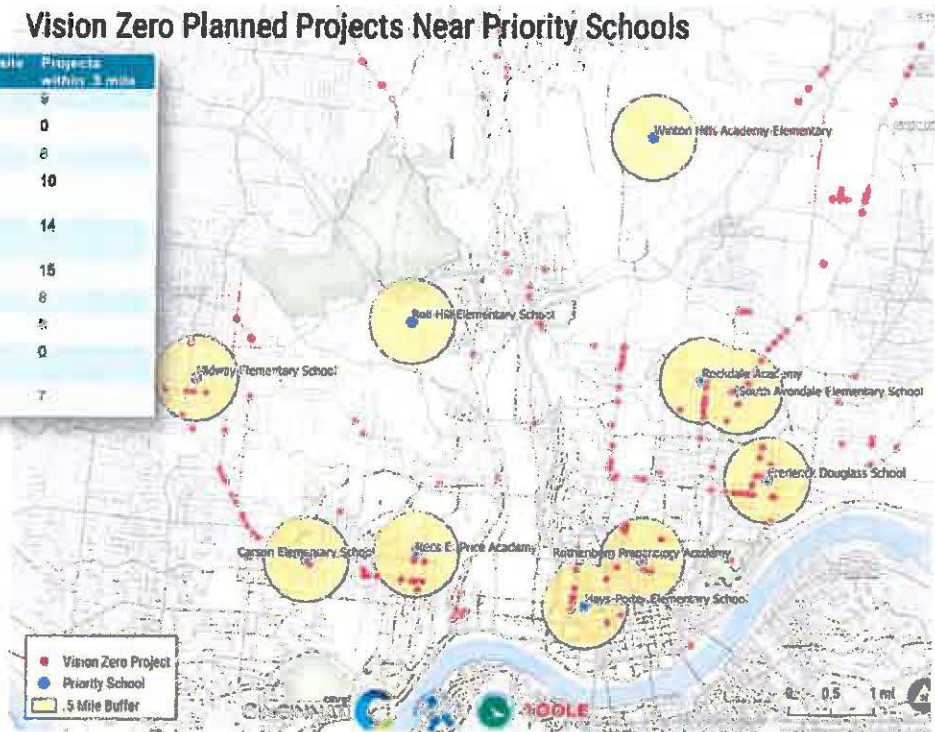 Vision Zero Planned Projects Near Priority Schools
Projects
within .5 mile
0
8
10
14
15
8
0
7
Winton Hills Academy Elementary
Roll Hill Elementary School
Midway Elementary School
Rockdale Academy
South Avondale Elementary School
Frederick Douglass School
Carson Elementary School
Rees E. Price Academy
Rothenberg Preparatory Academy
Hays-Porter Elementary School
Vision Zero Project
Priority School
.5 Mile Buffer
TOOLE
0 0.5 1 mi